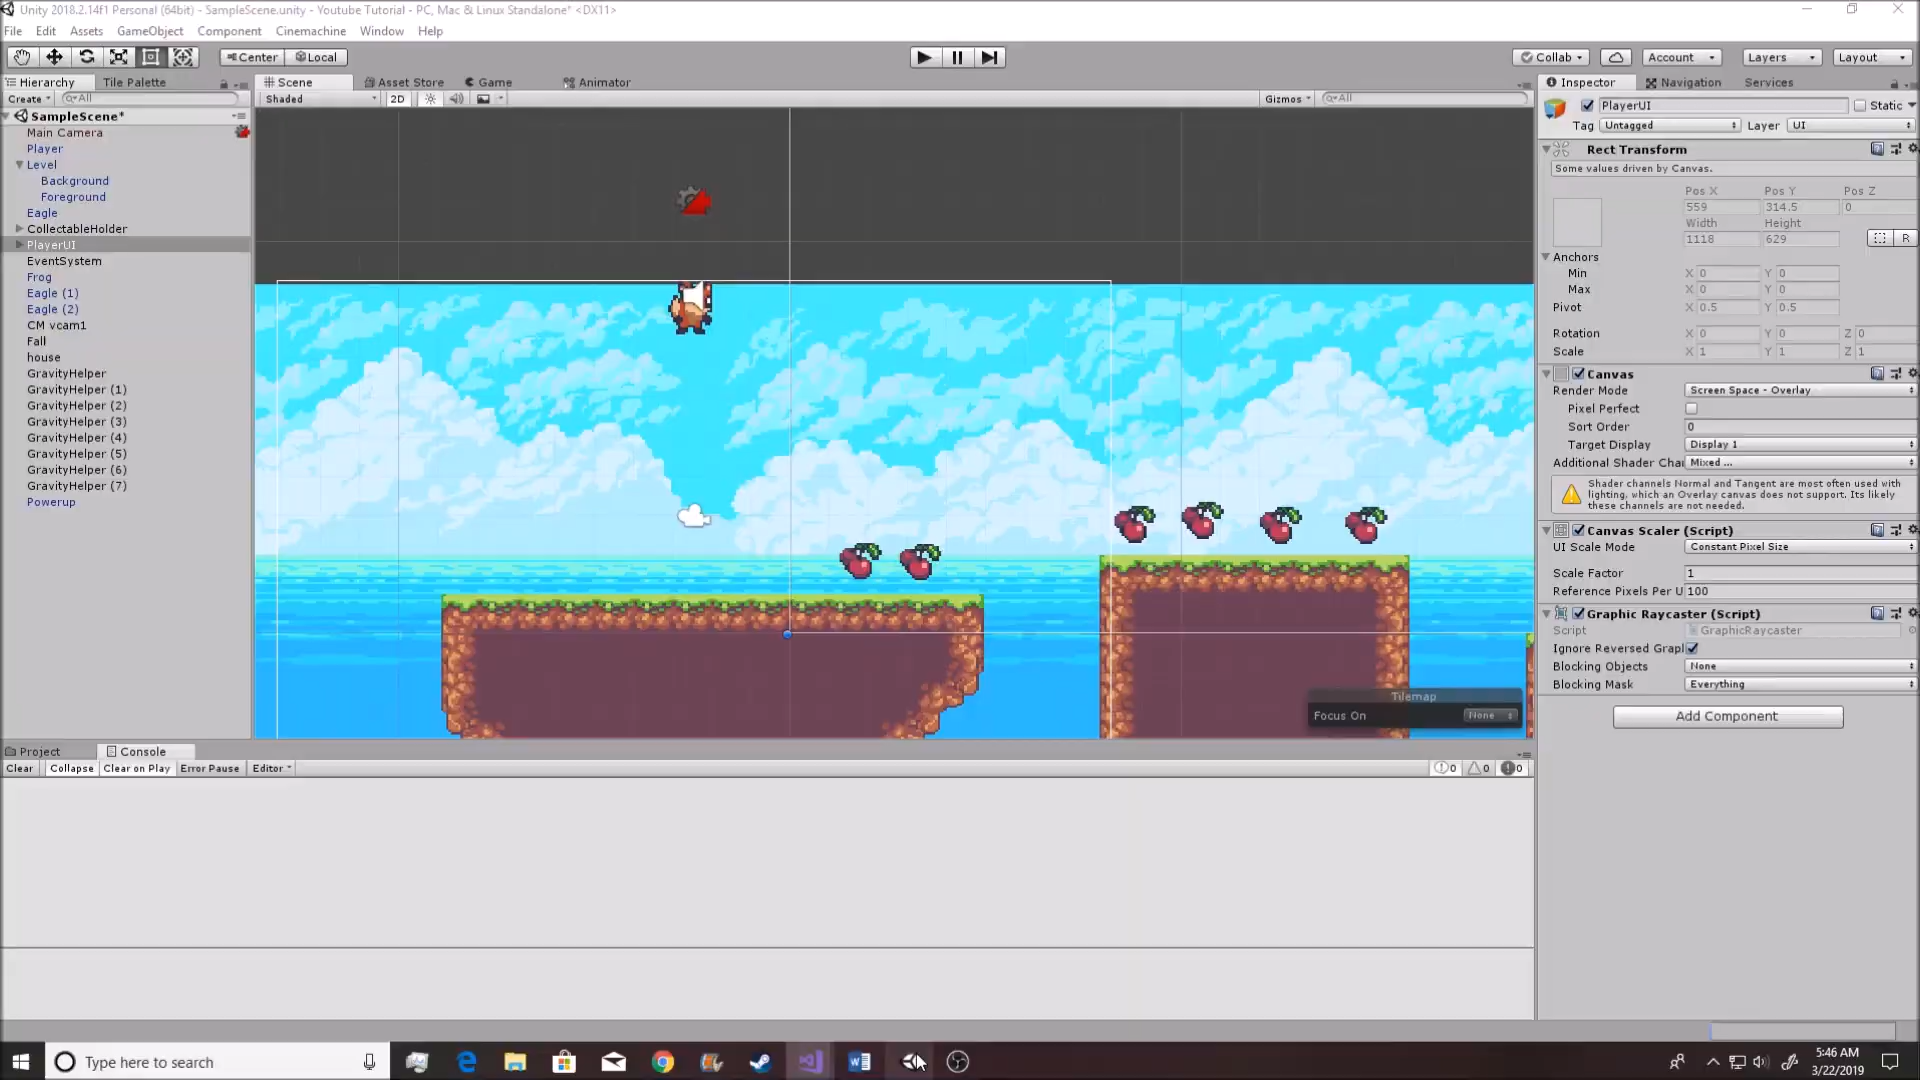 Unity 2018.2.14f1 Personal (64bit) - SampleScene.unity - Youtube Tutorial - PC, Mac & Linux Standalone* <DX11>
File Edit Assets GameObject Component Cinemachine Window Help
Center Local Collab Account Layers Layout
Hierarchy Tile Palette Scene Asset Store Game Animator Inspector Navigation Services
Create All Shaded 2D Gizmos All
SampleScene*
Main Camera
Player
Level
Background
Foreground
Eagle
CollectableHolder
PlayerUI
EventSystem
Frog
Eagle (1)
Eagle (2)
CM vcam1
Fall
house
GravityHelper
GravityHelper (1)
GravityHelper (2)
GravityHelper (3)
GravityHelper (4)
GravityHelper (5)
GravityHelper (6)
GravityHelper (7)
Powerup
Tilemap
Focus On None
PlayerUI Static
Tag Untagged Layer UI
Rect Transform
Some values driven by Canvas.
Pos X Pos Y Pos Z
559 314.5 0
Width Height
1118 629 R
Anchors
Min X 0 Y 0
Max X 0 Y 0
Pivot X 0.5 Y 0.5
Rotation X 0 Y 0 Z 0
Scale X 1 Y 1 Z 1
Canvas
Render Mode Screen Space - Overlay
Pixel Perfect
Sort Order 0
Target Display Display 1
Additional Shader Cha Mixed ...
Shader channels Normal and Tangent are most often used with
lighting, which an Overlay canvas does not support. Its likely
these channels are not needed.
Canvas Scaler (Script)
UI Scale Mode Constant Pixel Size
Scale Factor 1
Reference Pixels Per U 100
Graphic Raycaster (Script)
Script GraphicRaycaster
Ignore Reversed Grapl
Blocking Objects None
Blocking Mask Everything
Add Component
Project Console
Clear Collapse Clear on Play Error Pause Editor 0 0 0
Type here to search
5:46 AM
3/22/2019